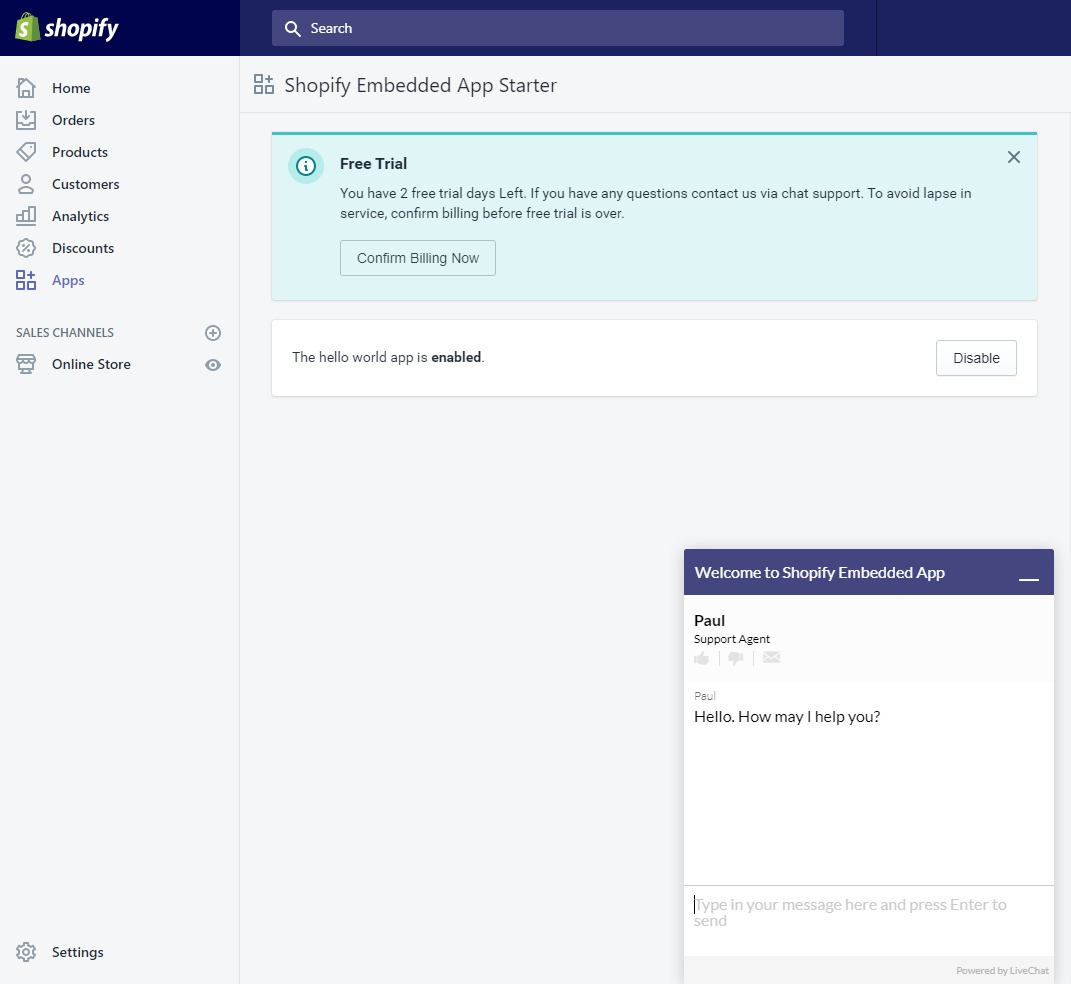 shopify
Search
Home
Orders
Products
Customers
Analytics
Discounts
Apps
SALES CHANNELS
Online Store
Settings
Shopify Embedded App Starter
Free Trial
You have 2 free trial days Left. If you have any questions contact us via chat support. To avoid lapse in
service, confirm billing before free trial is over.
Confirm Billing Now
The hello world app is enabled.
Disable
Welcome to Shopify Embedded App
Paul
Support Agent
Paul
Hello. How may I help you?
Type in your message here and press Enter to
send
Powered by LiveChat